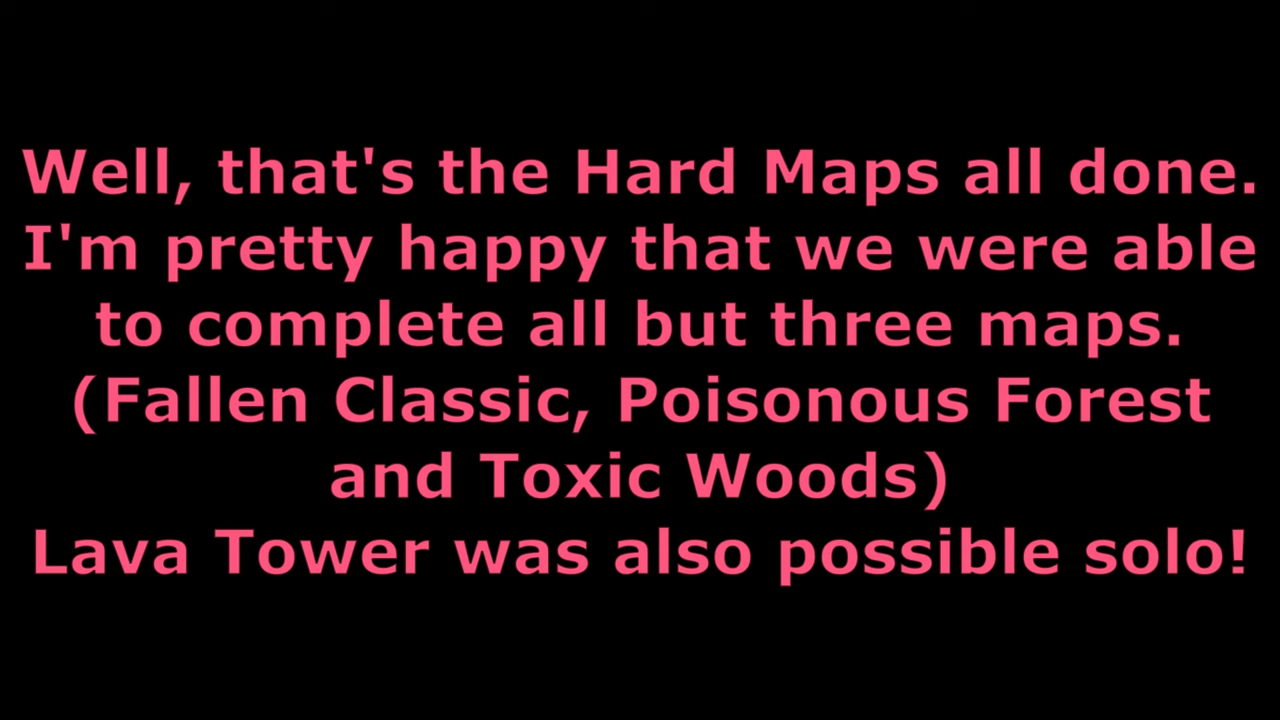 Well, that's the Hard Maps all done.
I'm pretty happy that we were able
to complete all but three maps.
(Fallen Classic, Poisonous Forest
and Toxic Woods)
Lava Tower was also possible solo!